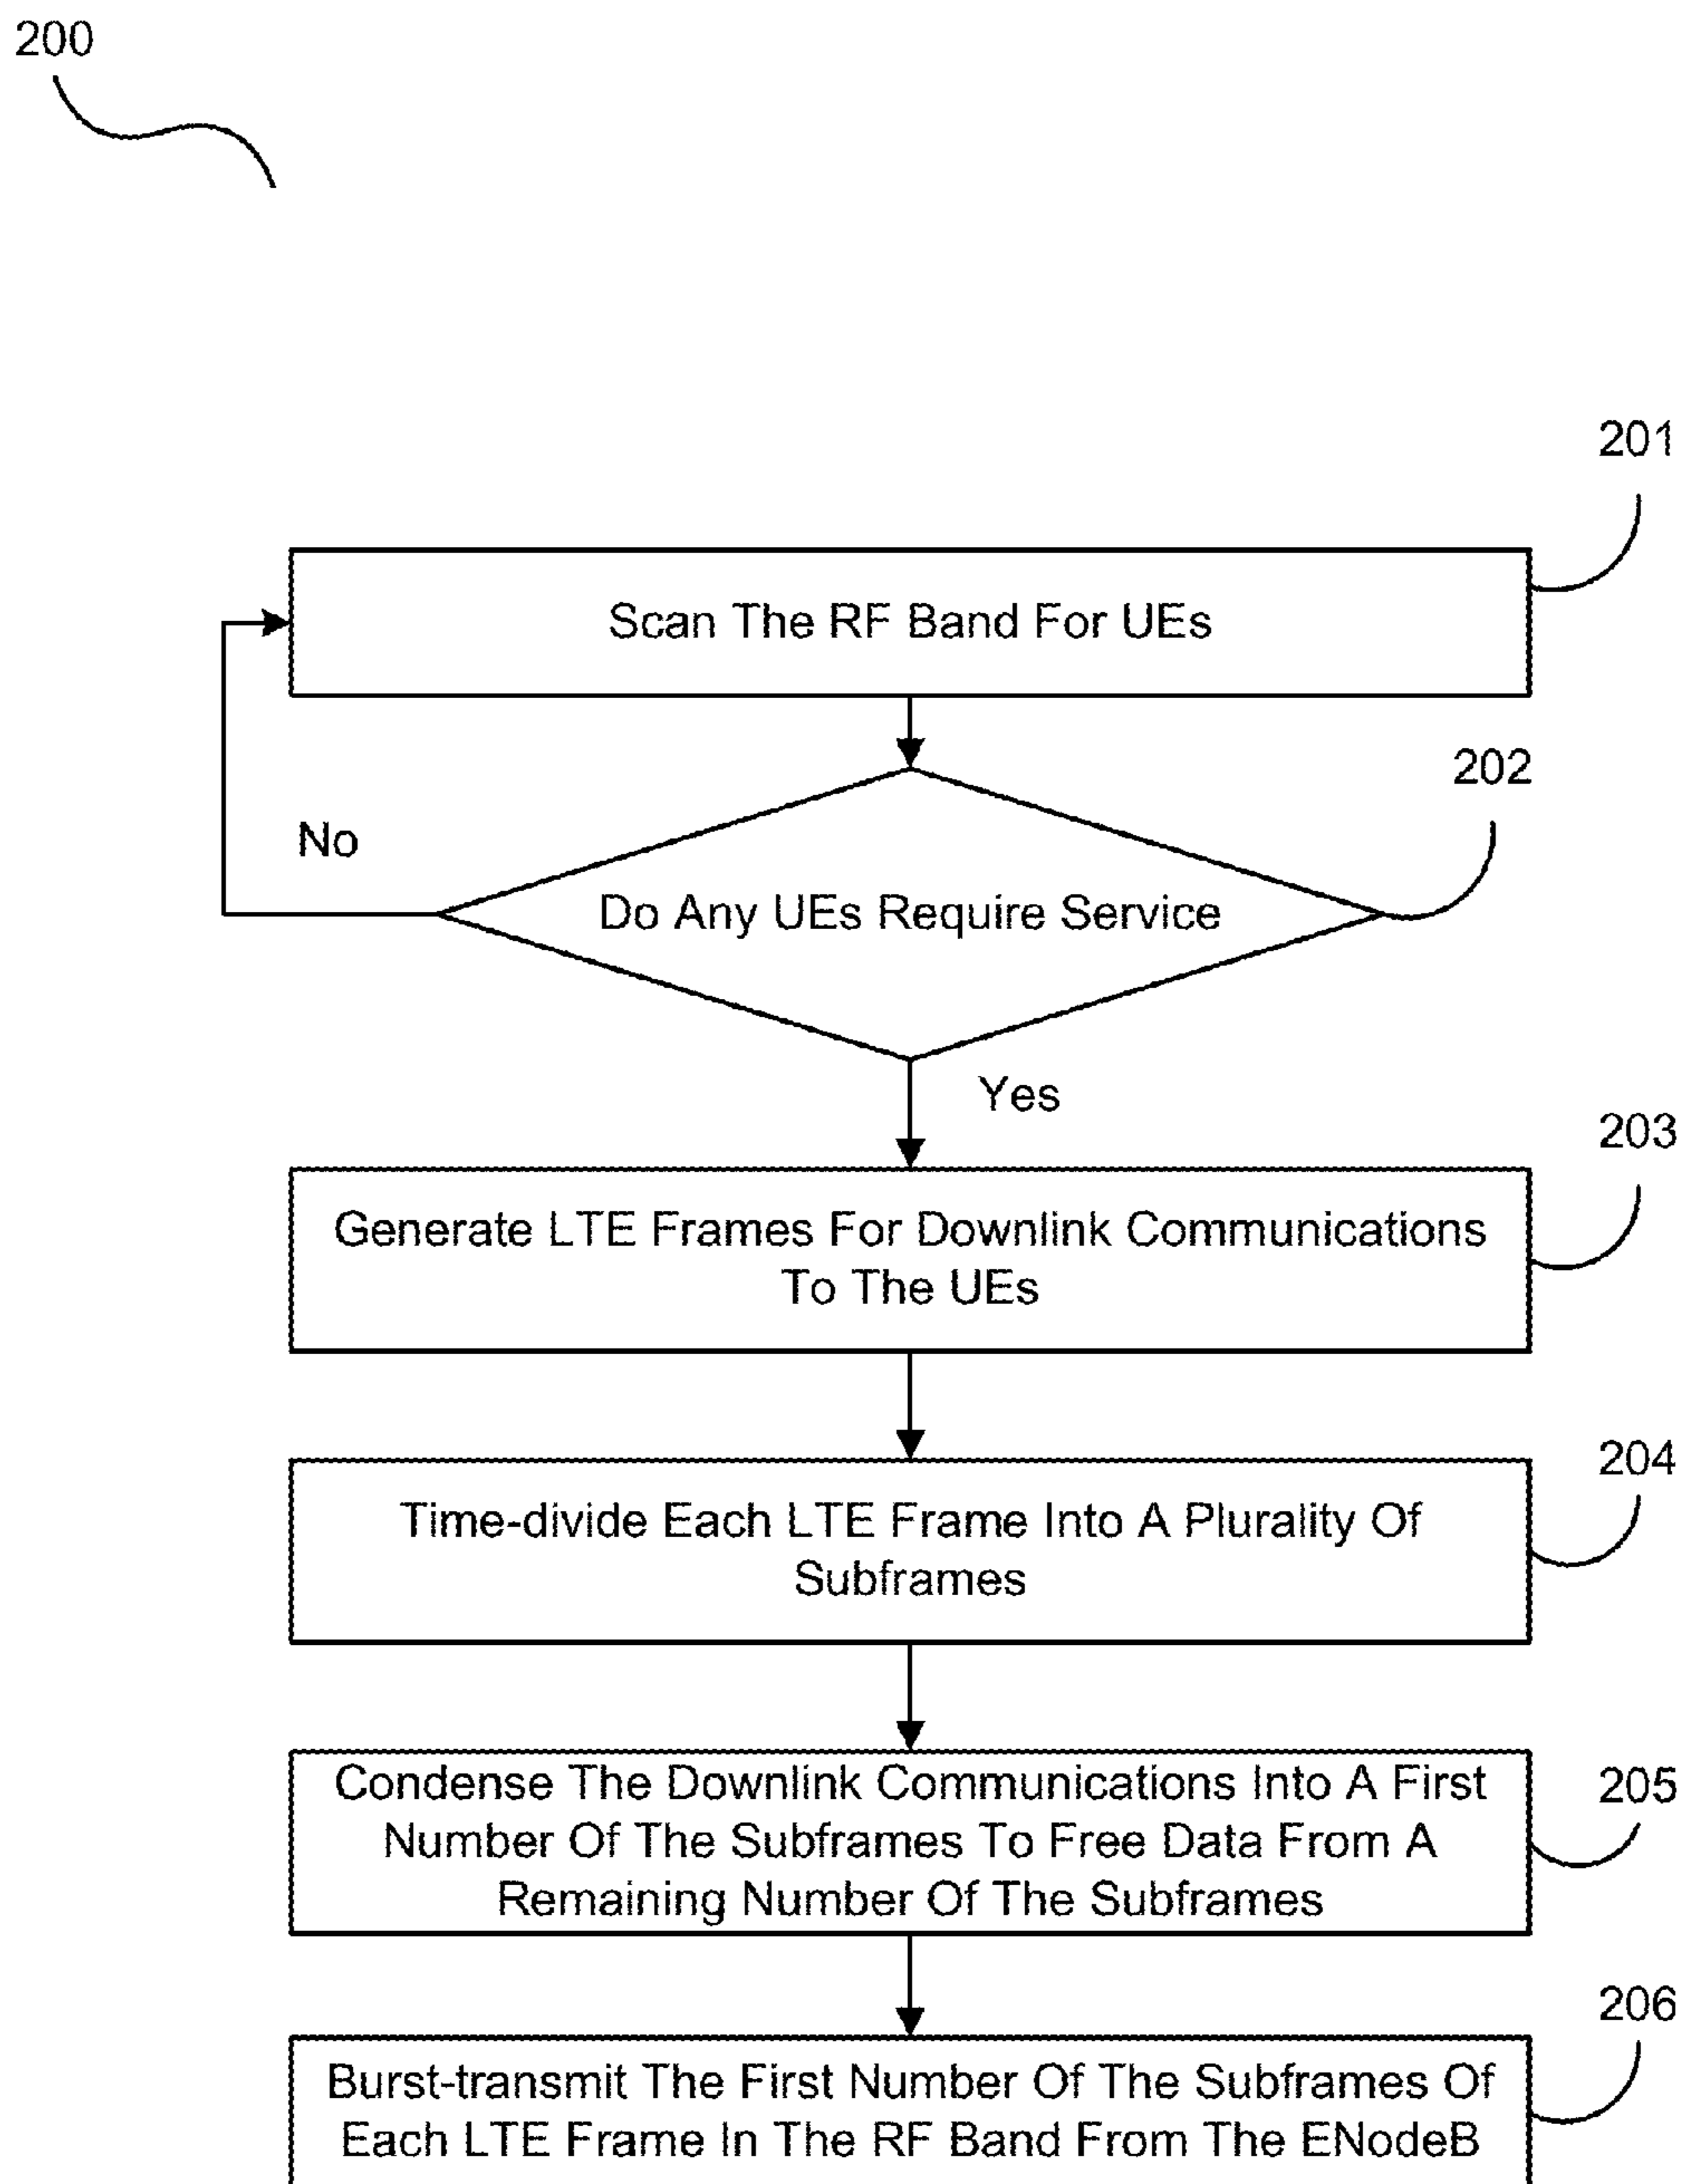 200
201
Scan The RF Band For UEs
202
No
Do Any UEs Require Service
Yes
203
Generate LTE Frames For Downlink Communications
To The UEs
204
Time-divide Each LTE Frame Into A Plurality Of
Subframes
205
Condense The Downlink Communications Into A First
Number Of The Subframes To Free Data From A
Remaining Number Of The Subframes
206
Burst-transmit The First Number Of The Subframes Of
Each LTE Frame In The RF Band From The ENodeB